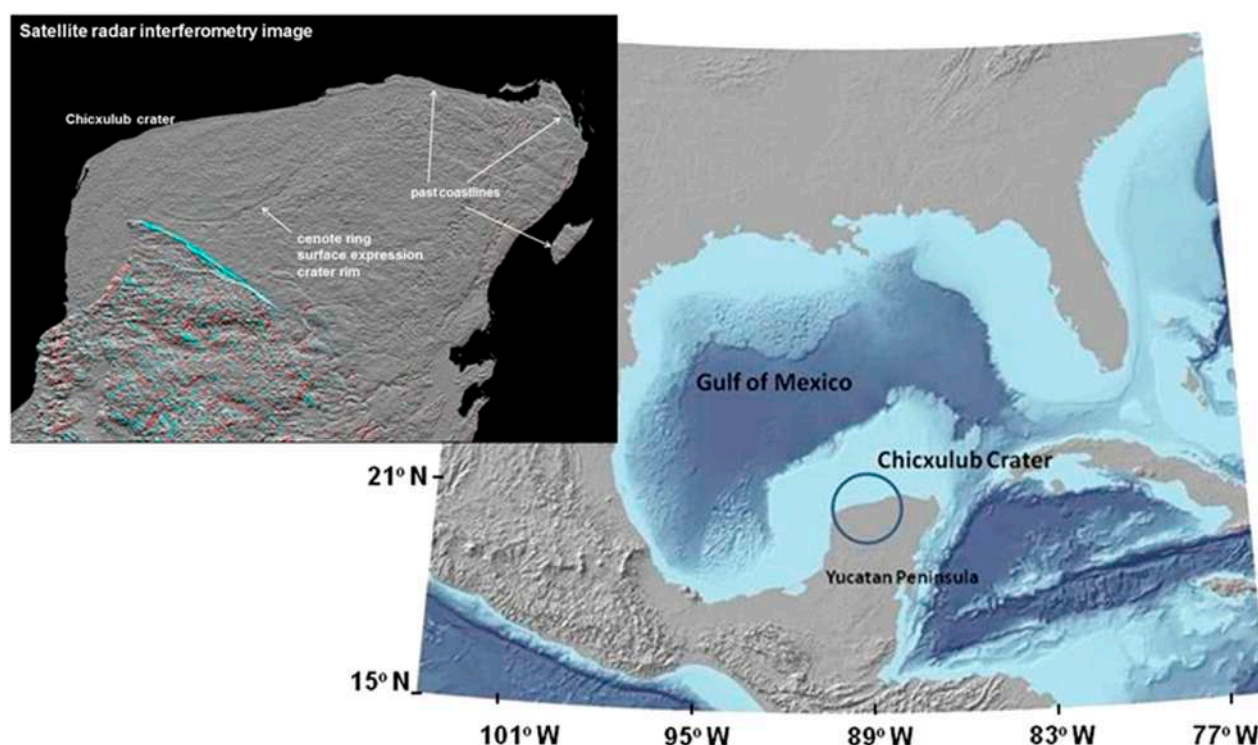 Satellite radar interferometry image
Chicxulub crater
past coastlines
cenote ring
surface expression
crater rim
Gulf of Mexico
Chicxulub Crater
21° N
Yucatan Peninsula
15° N
101° W
95° W
89° W
83° W
77° W